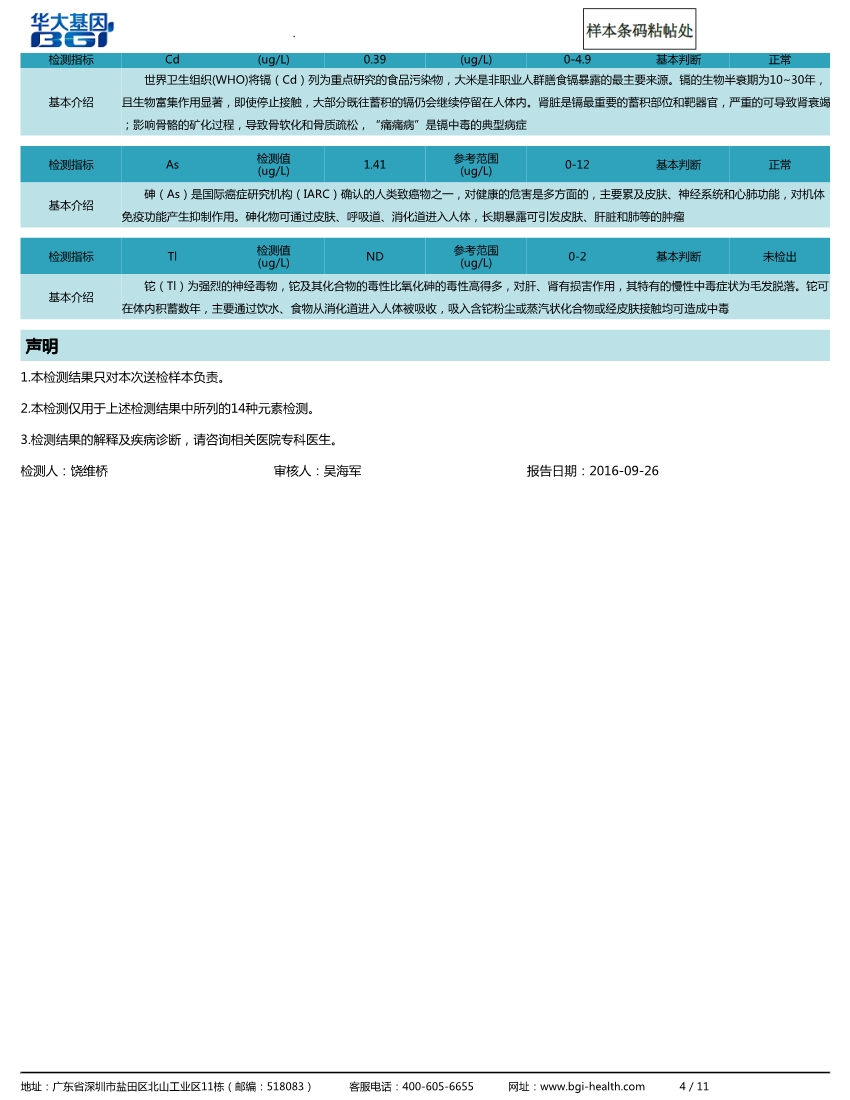 华大基因
BGI
样本条码粘帖处
检测指标 Cd (ug/L) 0.39 (ug/L) 0-4.9 基本判断 正常
基本介绍 世界卫生组织(WHO)将镉（Cd）列为重点研究的食品污染物，大米是非职业人群膳食镉暴露的最主要来源。镉的生物半衰期为10~30年，
且生物富集作用显著，即使停止接触，大部分既往蓄积的镉仍会继续停留在人体内。肾脏是镉最重要的蓄积部位和靶器官，严重的可导致肾衰竭
；影响骨骼的矿化过程，导致骨软化和骨质疏松，“痛痛病”是镉中毒的典型病症
检测指标 As 检测值 (ug/L) 1.41 参考范围 (ug/L) 0-12 基本判断 正常
基本介绍 砷（As）是国际癌症研究机构（IARC）确认的人类致癌物之一，对健康的危害是多方面的，主要累及皮肤、神经系统和心肺功能，对机体
免疫功能产生抑制作用。砷化物可通过皮肤、呼吸道、消化道进入人体，长期暴露可引发皮肤、肝脏和肺等的肿瘤
检测指标 Tl 检测值 (ug/L) ND 参考范围 (ug/L) 0-2 基本判断 未检出
基本介绍 铊（Tl）为强烈的神经毒物，铊及其化合物的毒性比氧化砷的毒性高得多，对肝、肾有损害作用，其特有的慢性中毒症状为毛发脱落。铊可
在体内积蓄数年，主要通过饮水、食物从消化道进入人体被吸收，吸入含铊粉尘或蒸汽状化合物或经皮肤接触均可造成中毒
声明
1.本检测结果只对本次送检样本负责。
2.本检测仅用于上述检测结果中所列的14种元素检测。
3.检测结果的解释及疾病诊断，请咨询相关医院专科医生。
检测人：饶维桥 审核人：吴海军 报告日期：2016-09-26
地址：广东省深圳市盐田区北山工业区11栋（邮编：518083） 客服电话：400-605-6655 网址：www.bgi-health.com 4 / 11